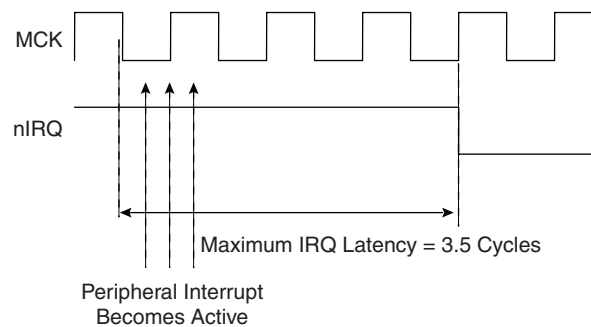 MCK
nIRQ
Maximum IRQ Latency = 3.5 Cycles
Peripheral Interrupt
Becomes Active